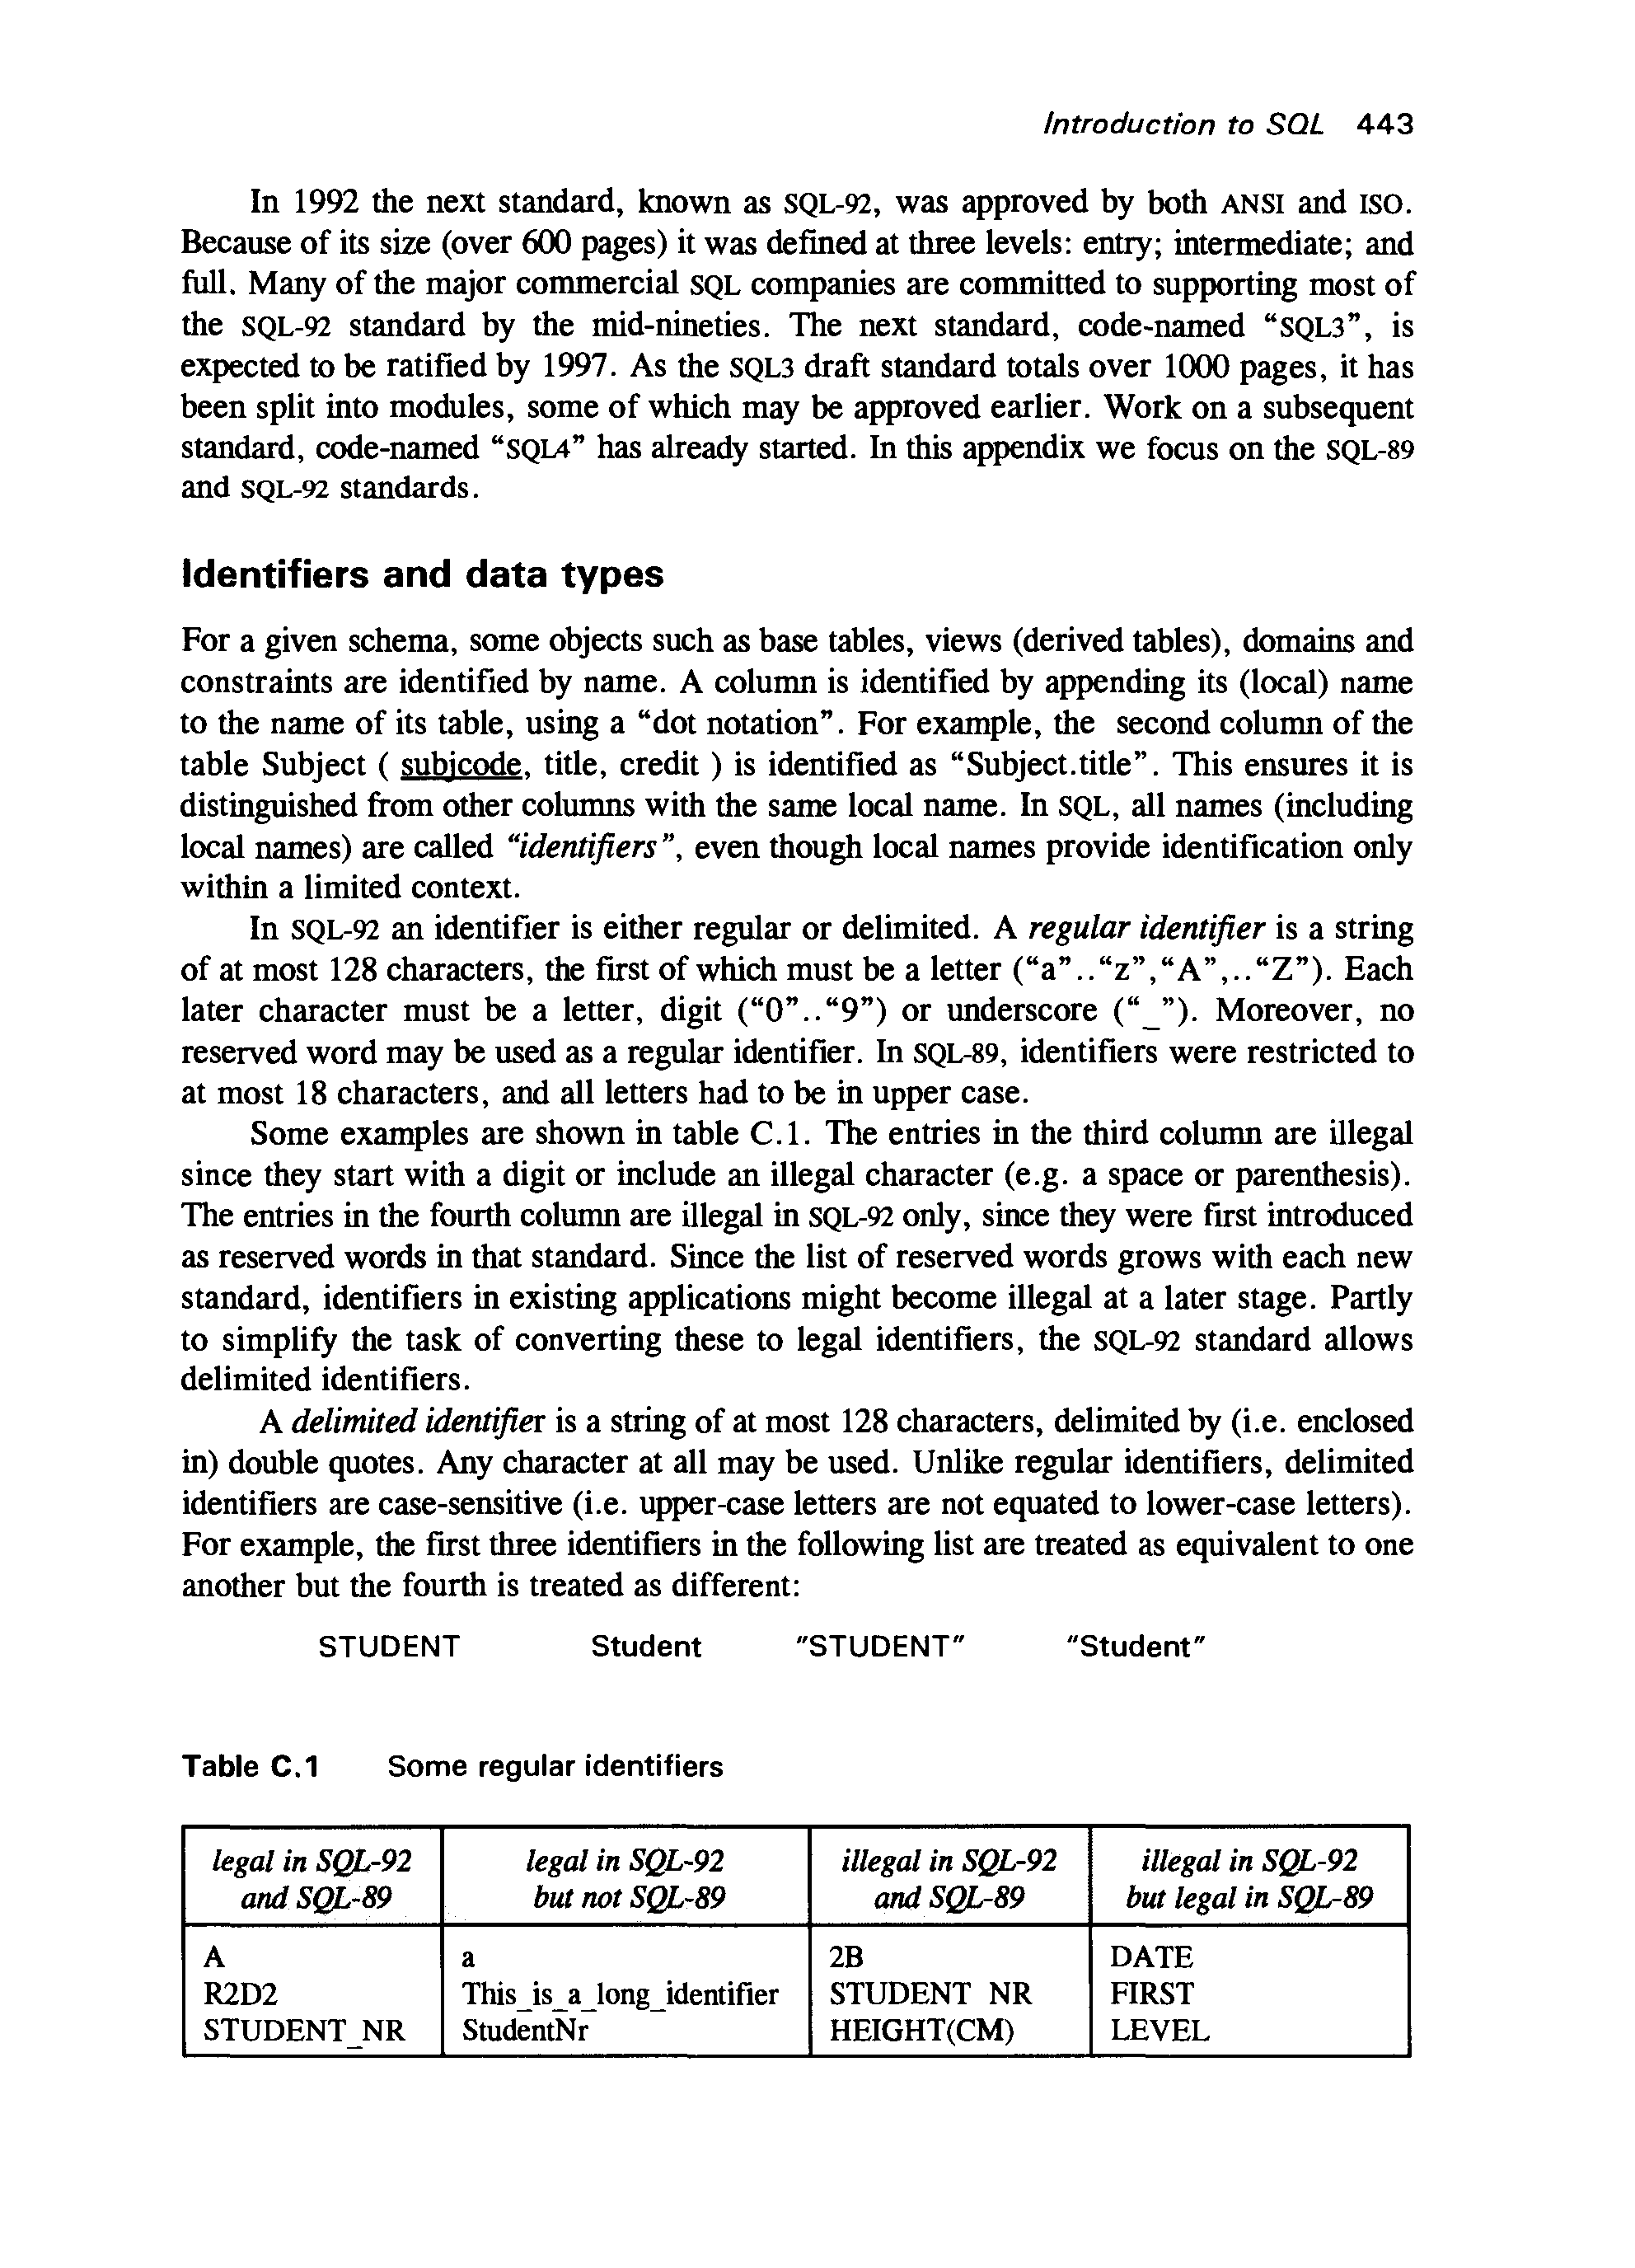 Introduction to SQL 443
In 1992 the next standard, known as SQL-92, was approved by both ANSI and ISO.
Because of its size (over 600 pages) it was defined at three levels: entry; intermediate; and
full. Many of the major commercial SQL companies are committed to supporting most of
the SQL-92 standard by the mid-nineties. The next standard, code-named “SQL3”, is
expected to be ratified by 1997. As the SQL3 draft standard totals over 1000 pages, it has
been split into modules, some of which may be approved earlier. Work on a subsequent
standard, code-named “SQL4” has already started. In this appendix we focus on the SQL-89
and SQL-92 standards.
Identifiers and data types
For a given schema, some objects such as base tables, views (derived tables), domains and
constraints are identified by name. A column is identified by appending its (local) name
to the name of its table, using a “dot notation”. For example, the second column of the
table Subject ( subjcode, title, credit ) is identified as “Subject.title”. This ensures it is
distinguished from other columns with the same local name. In SQL, all names (including
local names) are called “identifiers”, even though local names provide identification only
within a limited context.
In SQL-92 an identifier is either regular or delimited. A regular identifier is a string
of at most 128 characters, the first of which must be a letter (“a”..“z”,“A”,..“Z”). Each
later character must be a letter, digit (“0”..“9”) or underscore (“_”). Moreover, no
reserved word may be used as a regular identifier. In SQL-89, identifiers were restricted to
at most 18 characters, and all letters had to be in upper case.
Some examples are shown in table C.1. The entries in the third column are illegal
since they start with a digit or include an illegal character (e.g. a space or parenthesis).
The entries in the fourth column are illegal in SQL-92 only, since they were first introduced
as reserved words in that standard. Since the list of reserved words grows with each new
standard, identifiers in existing applications might become illegal at a later stage. Partly
to simplify the task of converting these to legal identifiers, the SQL-92 standard allows
delimited identifiers.
A delimited identifier is a string of at most 128 characters, delimited by (i.e. enclosed
in) double quotes. Any character at all may be used. Unlike regular identifiers, delimited
identifiers are case-sensitive (i.e. upper-case letters are not equated to lower-case letters).
For example, the first three identifiers in the following list are treated as equivalent to one
another but the fourth is treated as different:
STUDENT Student "STUDENT" "Student"
Table C.1 Some regular identifiers
legal in SQL-92 legal in SQL-92 illegal in SQL-92 illegal in SQL-92
and SQL-89 but not SQL-89 and SQL-89 but legal in SQL-89
A a 2B DATE
R2D2 This_is_a_long_identifier STUDENT NR FIRST
STUDENT_NR StudentNr HEIGHT(CM) LEVEL